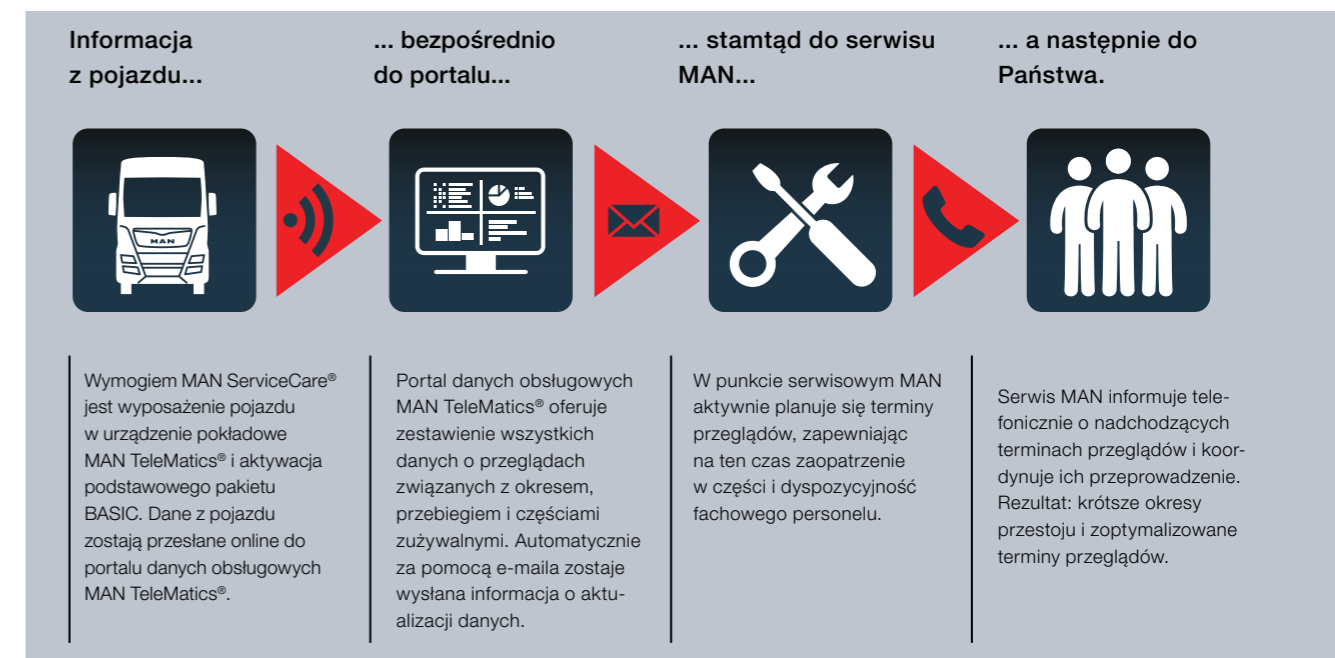 Informacja
z pojazdu...
... bezpośrednio
do portalu...
... stamtąd do serwisu
MAN...
... a następnie do
Państwa.
MAN
Wymogiem MAN ServiceCare®
jest wyposażenie pojazdu
w urządzenie pokładowe
MAN TeleMatics® i aktywacja
podstawowego pakietu
BASIC. Dane z pojazdu
zostają przesłane online do
portalu danych obsługowych
MAN TeleMatics®.
Portal danych obsługowych
MAN TeleMatics® oferuje
zestawienie wszystkich
danych o przeglądach
związanych z okresem,
przebiegiem i częściami
zużywalnymi. Automatycznie
za pomocą e-maila zostaje
wysłana informacja o aktu-
alizacji danych.
W punkcie serwisowym MAN
aktywnie planuje się terminy
przeglądów, zapewniając
na ten czas zaopatrzenie
w części i dyspozycyjność
fachowego personelu.
Serwis MAN informuje tele-
fonicznie o nadchodzących
terminach przeglądów i koor-
dynuje ich przeprowadzenie.
Rezultat: krótsze okresy
przestoju i zoptymalizowane
terminy przeglądów.